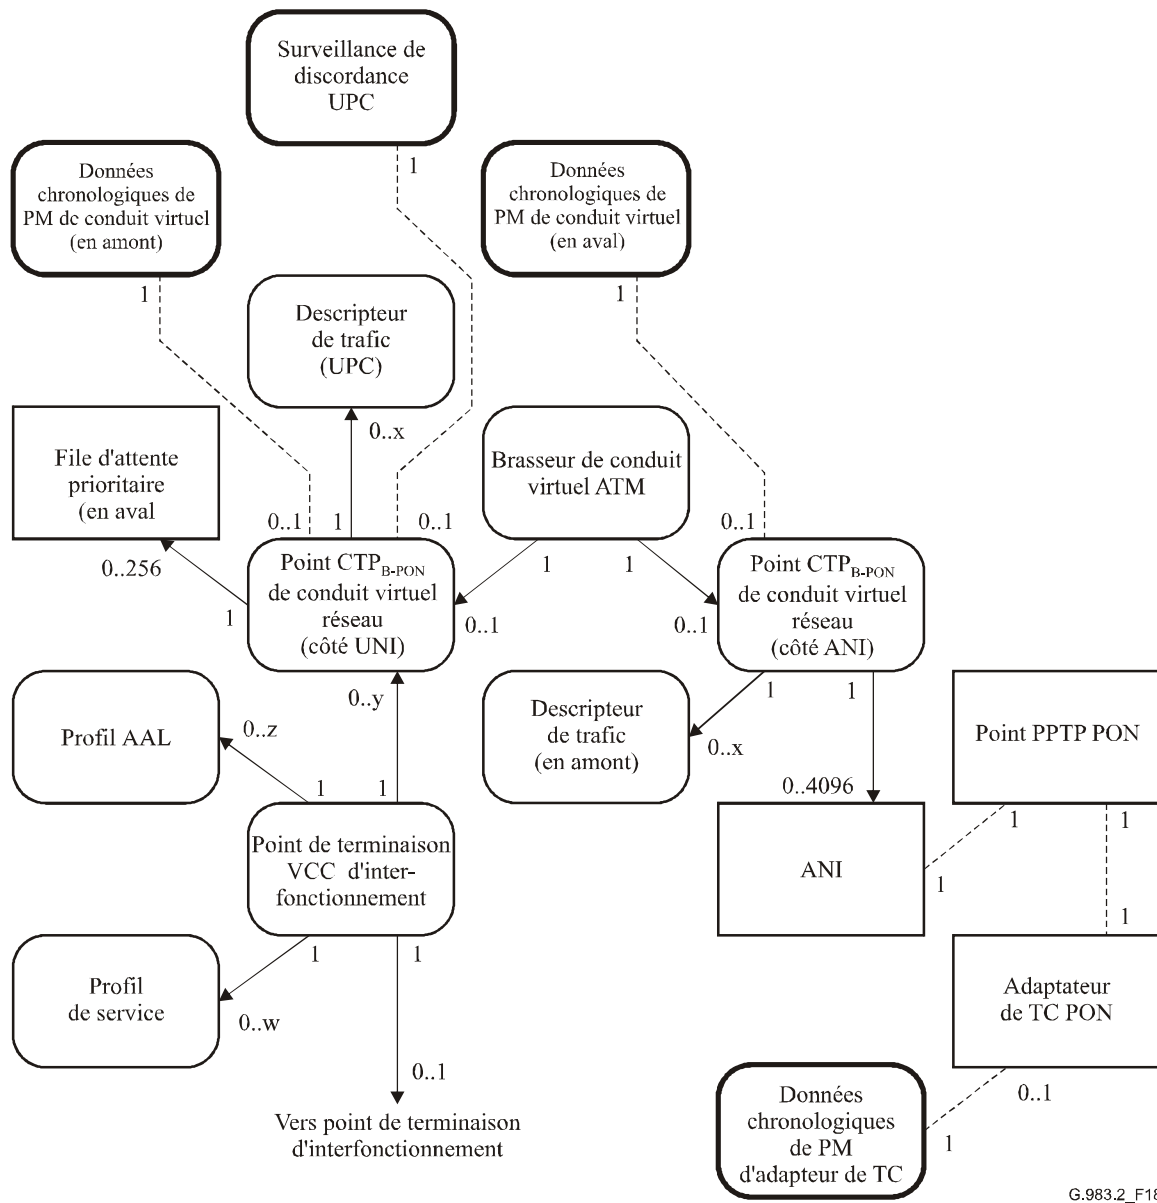 Surveillance de
discordance
UPC
1
Données
chronologiques de
PM de conduit virtuel
(en amont)
1
Données
chronologiques de
PM de conduit virtuel
(en aval)
1
Descripteur
de trafic
(UPC)
0..x
File d'attente
prioritaire
(en aval
0..256
Brasseur de conduit
virtuel ATM
0..1
1
0..1
1
1
0..1
Point CTP B-PON
de conduit virtuel
réseau
(côté UNI)
1
0..1
0..1
Point CTP B-PON
de conduit virtuel
réseau
(côté ANI)
0..y
1
1
Profil AAL
0..z
Descripteur
de trafic
(en amont)
0..x
Point PPTP PON
1
1
0..4096
1
1
Point de terminaison
VCC d'inter-
fonctionnement
ANI
1
1
1
1
Profil
de service
0..w
Adaptateur
de TC PON
0..1
0..1
Vers point de terminaison
d'interfonctionnement
Données
chronologiques
de PM
d'adapteur de TC
1
G.983.2_F18